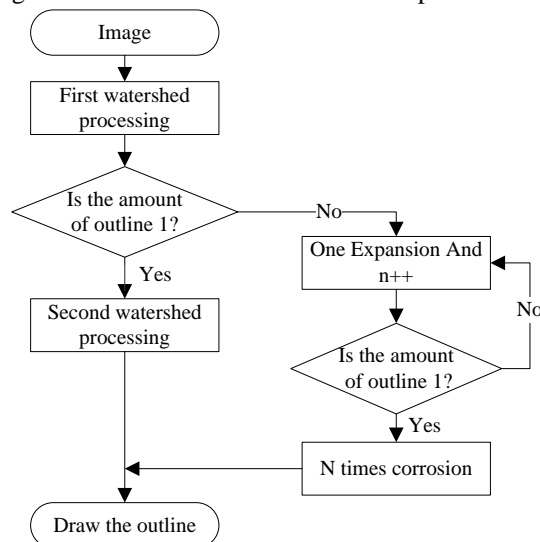 Image
First watershed
processing
Is the amount
of outline 1?
No
One Expansion And
n++
Yes
Second watershed
processing
No
Is the amount
of outline 1?
Yes
N times corrosion
Draw the outline